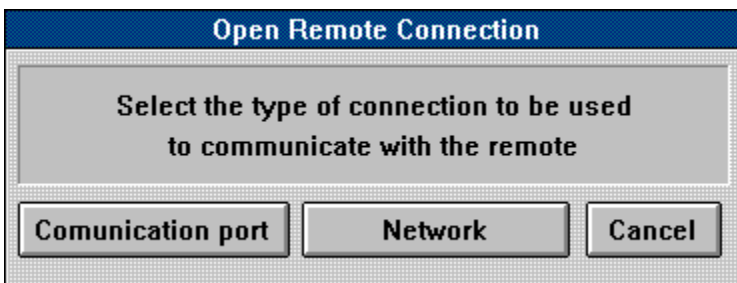 Open Remote Connection
Select the type of connection to be used
to communicate with the remote
Comunication port
Network
Cancel